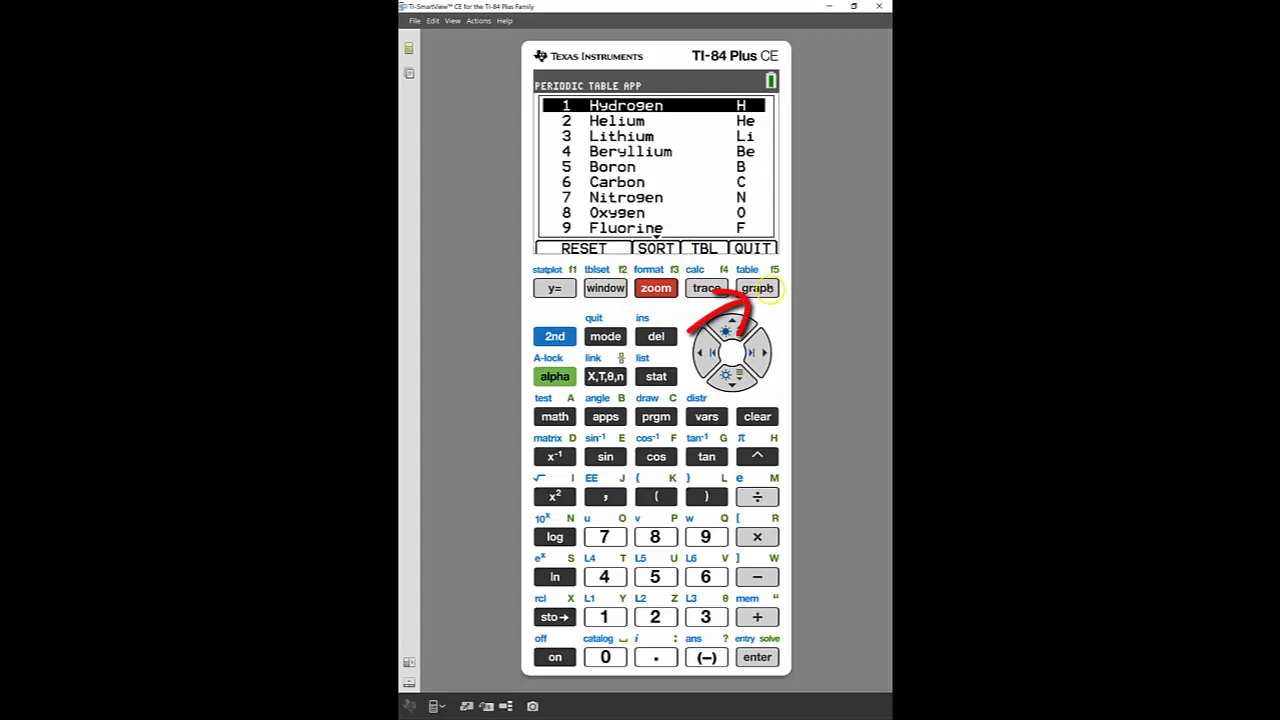 TI-SmartView™ CE for the TI-84 Plus Family
File Edit View Actions Help
TEXAS INSTRUMENTS TI-84 Plus CE
PERIODIC TABLE APP
1 Hydrogen H
2 Helium He
3 Lithium Li
4 Beryllium Be
5 Boron B
6 Carbon C
7 Nitrogen N
8 Oxygen O
9 Fluorine F
RESET SORT TBL QUIT
statplot f1 tblset f2 format f3 calc f4 table f5
y= window zoom trace graph
quit ins
2nd mode del
A-lock link list
alpha X,T,θ,n stat
test A angle B draw C distr
math apps prgm vars clear
matrix D sin⁻¹ E cos⁻¹ F tan⁻¹ G π H
x⁻¹ sin cos tan ^
√ I EE J { K } L e M
x² , ( ) ÷
10ˣ N u O v P w Q [ R
log 7 8 9 ×
eˣ S L4 T L5 U L6 V ] W
ln 4 5 6 −
rcl X L1 Y L2 Z L3 θ mem “
sto→ 1 2 3 +
off catalog ⎵ i : ans ? entry solve
on 0 . (−) enter